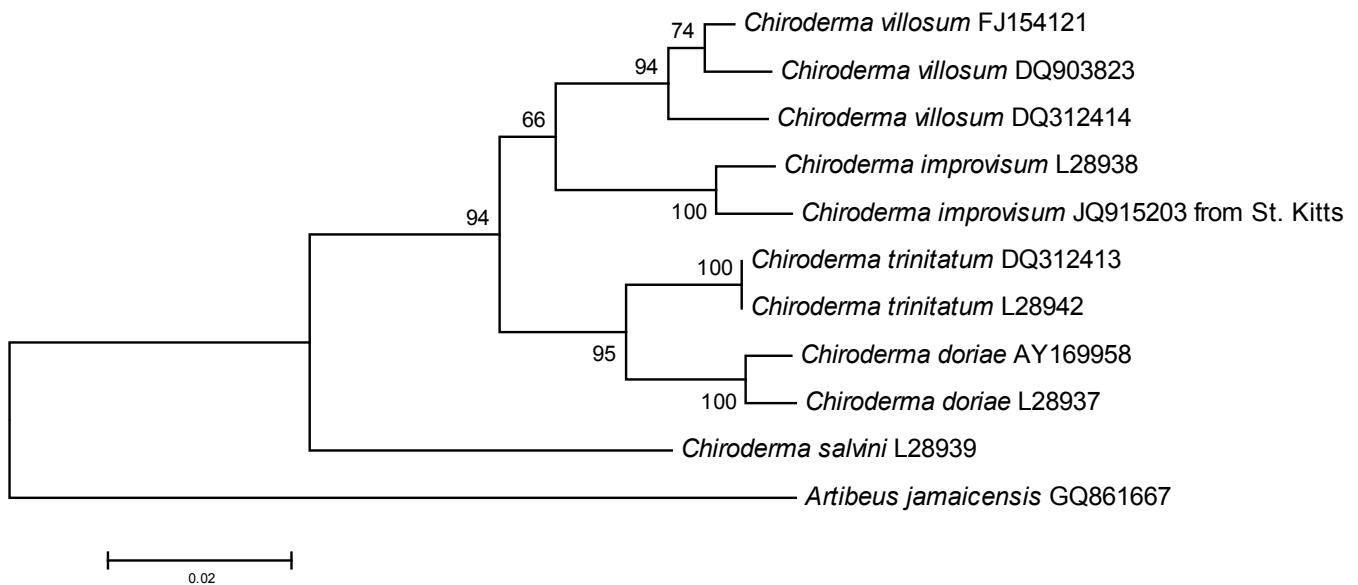 74
Chiroderma villosum FJ154121
94
Chiroderma villosum DQ903823
66
Chiroderma villosum DQ312414
Chiroderma improvisum L28938
94
100
Chiroderma improvisum JQ915203 from St. Kitts
100
Chiroderma trinitatum DQ312413
Chiroderma trinitatum L28942
95
Chiroderma doriae AY169958
100
Chiroderma doriae L28937
Chiroderma salvini L28939
Artibeus jamaicensis GQ861667
0.02